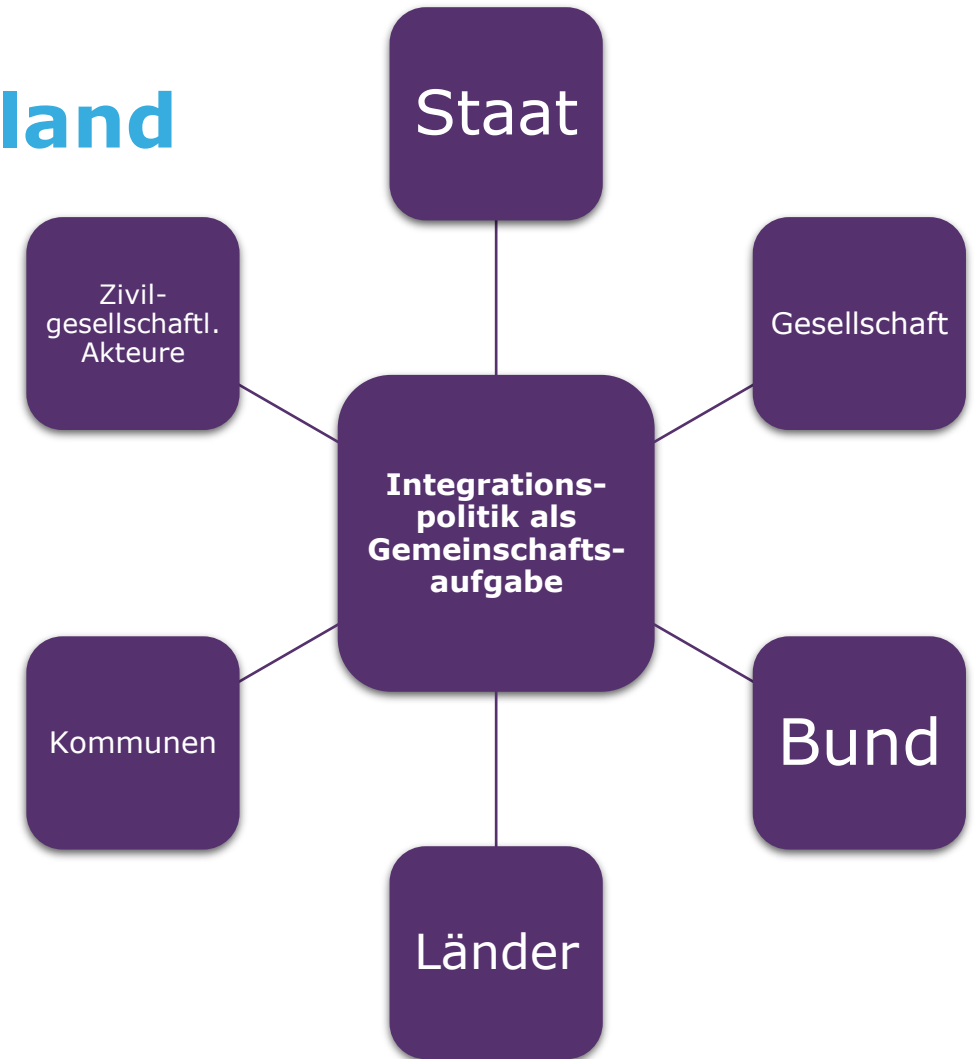 land
Staat
Zivil-
gesellschaftl.
Akteure
Gesellschaft
Integrations-
politik als
Gemeinschafts-
aufgabe
Kommunen
Bund
Länder